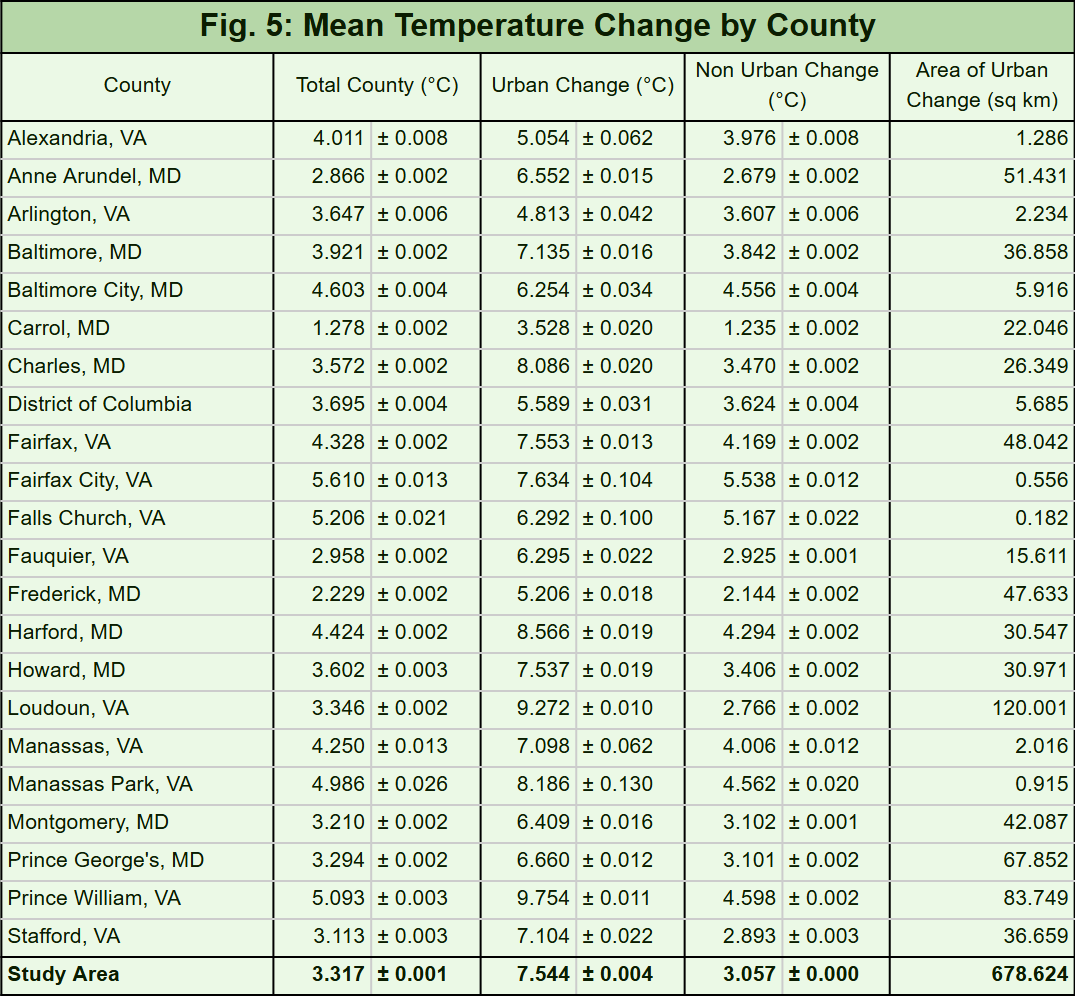 Fig. 5: Mean Temperature Change by County
County Total County (°C) Urban Change (°C) Non Urban Change (°C) Area of Urban Change (sq km)
Alexandria, VA 4.011 ± 0.008 5.054 ± 0.062 3.976 ± 0.008 1.286
Anne Arundel, MD 2.866 ± 0.002 6.552 ± 0.015 2.679 ± 0.002 51.431
Arlington, VA 3.647 ± 0.006 4.813 ± 0.042 3.607 ± 0.006 2.234
Baltimore, MD 3.921 ± 0.002 7.135 ± 0.016 3.842 ± 0.002 36.858
Baltimore City, MD 4.603 ± 0.004 6.254 ± 0.034 4.556 ± 0.004 5.916
Carrol, MD 1.278 ± 0.002 3.528 ± 0.020 1.235 ± 0.002 22.046
Charles, MD 3.572 ± 0.002 8.086 ± 0.020 3.470 ± 0.002 26.349
District of Columbia 3.695 ± 0.004 5.589 ± 0.031 3.624 ± 0.004 5.685
Fairfax, VA 4.328 ± 0.002 7.553 ± 0.013 4.169 ± 0.002 48.042
Fairfax City, VA 5.610 ± 0.013 7.634 ± 0.104 5.538 ± 0.012 0.556
Falls Church, VA 5.206 ± 0.021 6.292 ± 0.100 5.167 ± 0.022 0.182
Fauquier, VA 2.958 ± 0.002 6.295 ± 0.022 2.925 ± 0.001 15.611
Frederick, MD 2.229 ± 0.002 5.206 ± 0.018 2.144 ± 0.002 47.633
Harford, MD 4.424 ± 0.002 8.566 ± 0.019 4.294 ± 0.002 30.547
Howard, MD 3.602 ± 0.003 7.537 ± 0.019 3.406 ± 0.002 30.971
Loudoun, VA 3.346 ± 0.002 9.272 ± 0.010 2.766 ± 0.002 120.001
Manassas, VA 4.250 ± 0.013 7.098 ± 0.062 4.006 ± 0.012 2.016
Manassas Park, VA 4.986 ± 0.026 8.186 ± 0.130 4.562 ± 0.020 0.915
Montgomery, MD 3.210 ± 0.002 6.409 ± 0.016 3.102 ± 0.001 42.087
Prince George's, MD 3.294 ± 0.002 6.660 ± 0.012 3.101 ± 0.002 67.852
Prince William, VA 5.093 ± 0.003 9.754 ± 0.011 4.598 ± 0.002 83.749
Stafford, VA 3.113 ± 0.003 7.104 ± 0.022 2.893 ± 0.003 36.659
Study Area 3.317 ± 0.001 7.544 ± 0.004 3.057 ± 0.000 678.624